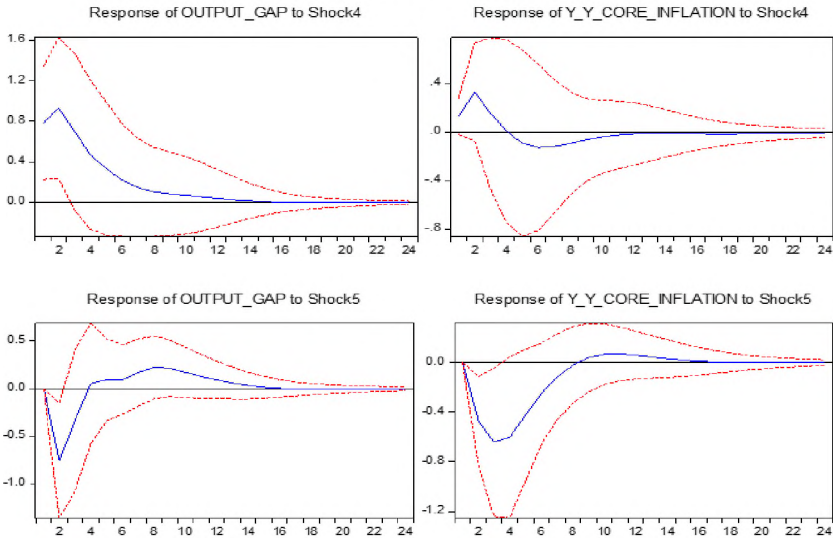 Response of OUTPUT_GAP to Shock4
1.6
1.2
0.8
0.4
0.0
2 4 6 8 10 12 14 16 18 20 22 24
Response of Y_Y_CORE_INFLATION to Shock4
.4
.0
-.4
-.8
2 4 6 8 10 12 14 16 18 20 22 24
Response of OUTPUT_GAP to Shock5
0.5
0.0
-0.5
-1.0
2 4 6 8 10 12 14 16 18 20 22 24
Response of Y_Y_CORE_INFLATION to Shock5
0.0
-0.4
-0.8
-1.2
2 4 6 8 10 12 14 16 18 20 22 24